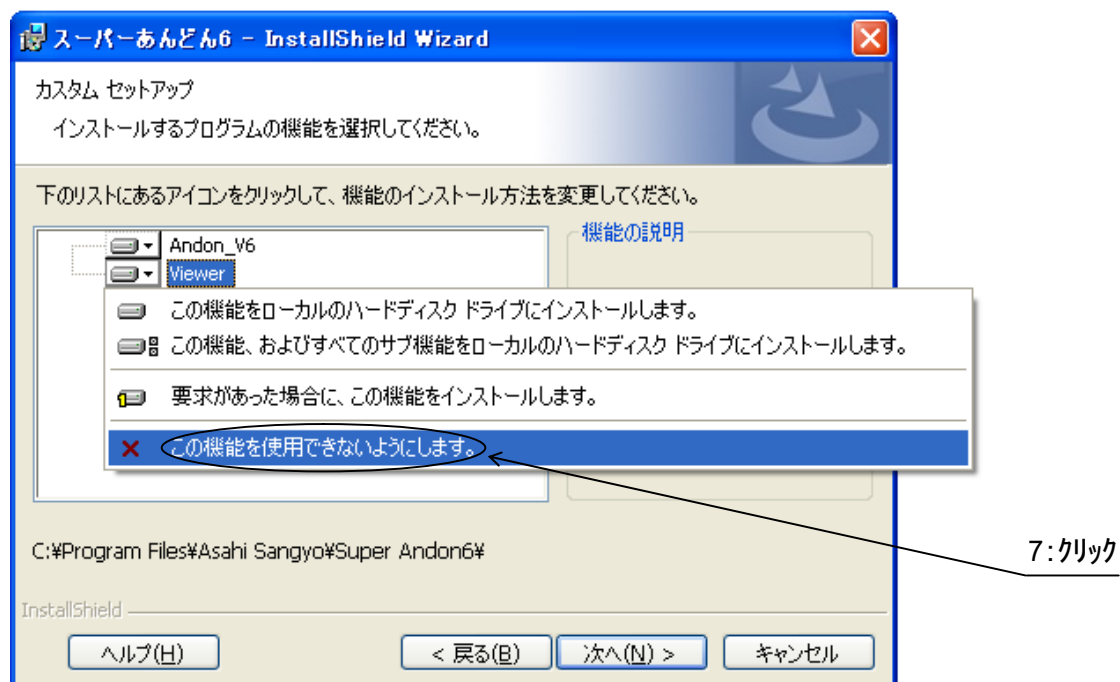 スーパーあんどん6 - InstallShield Wizard
カスタム セットアップ
インストールするプログラムの機能を選択してください。
下のリストにあるアイコンをクリックして、機能のインストール方法を変更してください。
Andon_V6
機能の説明
Viewer
この機能をローカルのハードディスク ドライブにインストールします。
この機能、およびすべてのサブ機能をローカルのハードディスク ドライブにインストールします。
要求があった場合に、この機能をインストールします。
この機能を使用できないようにします。
7:クリック
C:¥Program Files¥Asahi Sangyo¥Super Andon6¥
InstallShield
ヘルプ(H)
< 戻る(B)
次へ(N) >
キャンセル